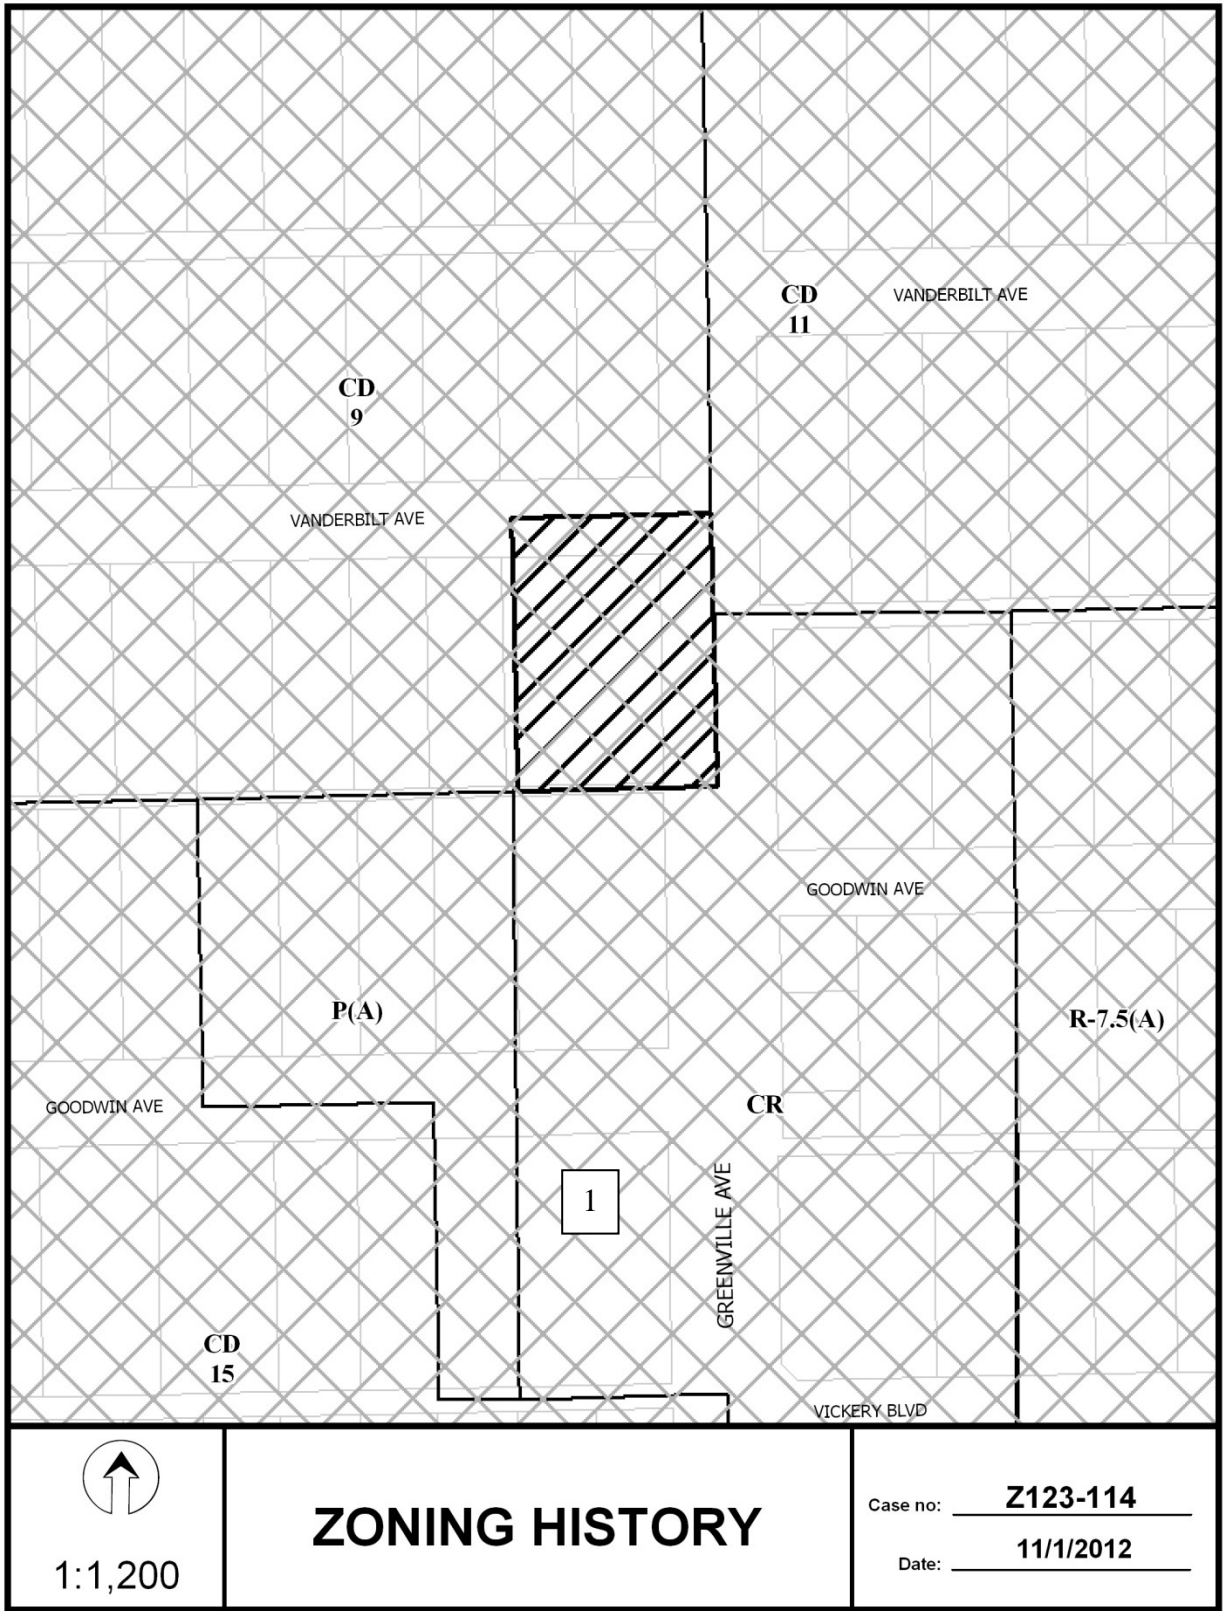 CD
11
VANDERBILT AVE
CD
9
VANDERBILT AVE
GOODWIN AVE
P(A)
R-7.5(A)
GOODWIN AVE
CR
1
GREENVILLE AVE
CD
15
VICKERY BLVD
1:1,200
ZONING HISTORY
Case no: Z123-114
Date: 11/1/2012